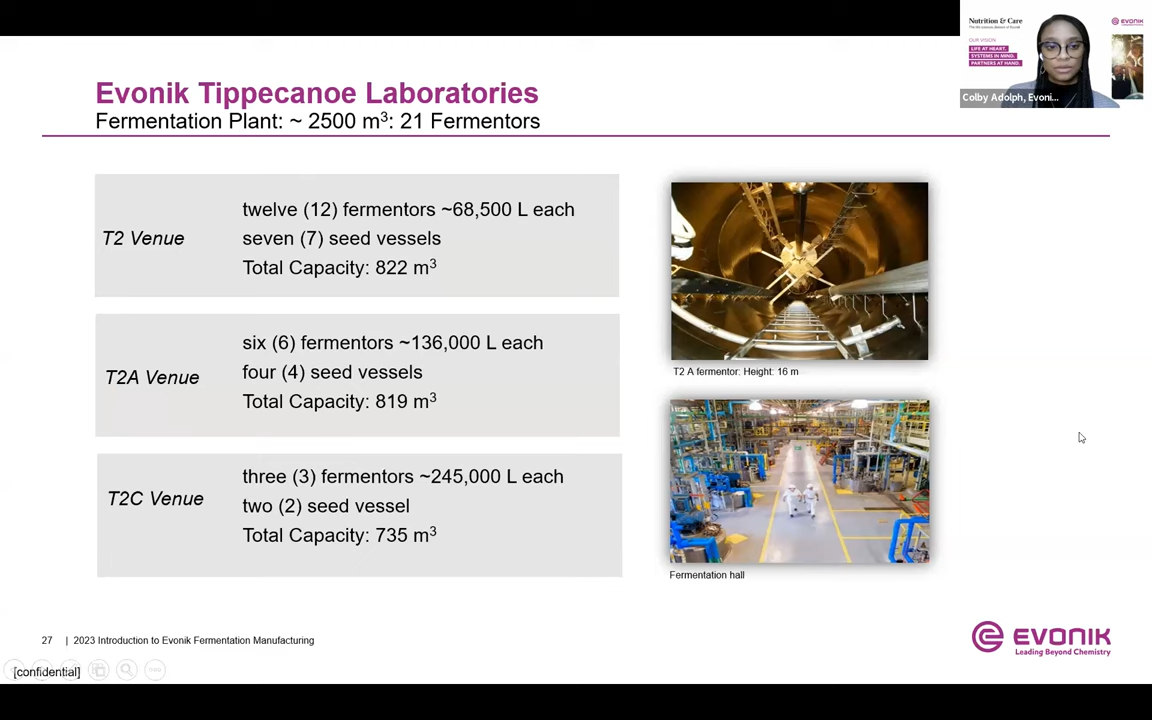 Nutrition & Care
OUR VISION
LIFE AT HEART.
SYSTEMS IN MIND.
PARTNERS AT HAND.
EVONIK
Colby Adolph, Evoni...
Evonik Tippecanoe Laboratories
Fermentation Plant: ~ 2500 m³: 21 Fermentors
T2 Venue
twelve (12) fermentors ~68,500 L each
seven (7) seed vessels
Total Capacity: 822 m³
T2A Venue
six (6) fermentors ~136,000 L each
four (4) seed vessels
Total Capacity: 819 m³
T2C Venue
three (3) fermentors ~245,000 L each
two (2) seed vessel
Total Capacity: 735 m³
T2 A fermentor: Height: 16 m
Fermentation hall
27 | 2023 Introduction to Evonik Fermentation Manufacturing
[confidential]
EVONIK
Leading Beyond Chemistry